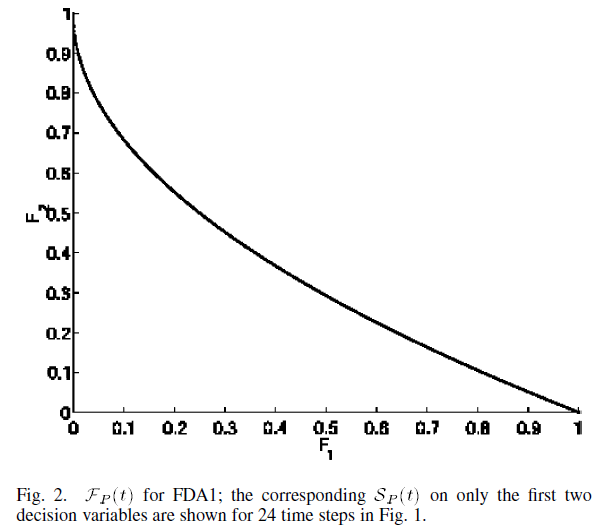 1
0.9
0.8
0.7
0.6
F₂
0.5
0.4
0.3
0.2
0.1
0
0 0.1 0.2 0.3 0.4 0.5 0.6 0.7 0.8 0.9 1
F₁
Fig. 2. 𝓕_P(t) for FDA1; the corresponding 𝓢_P(t) on only the first two
decision variables are shown for 24 time steps in Fig. 1.